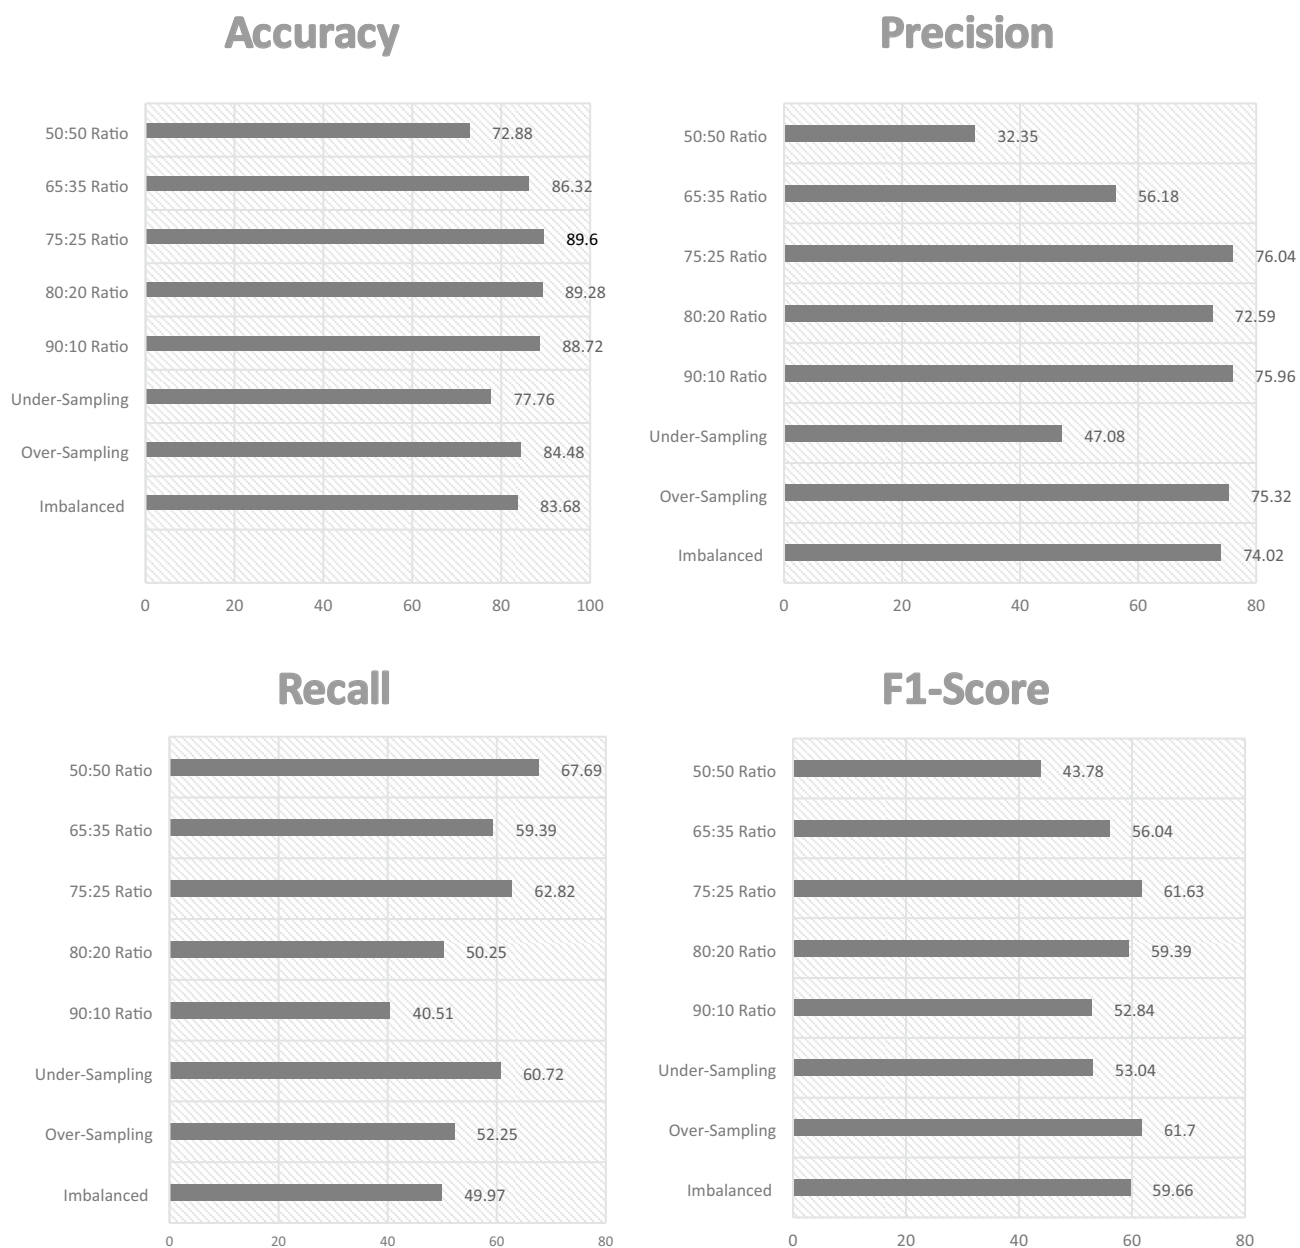 Accuracy
50:50 Ratio 72.88
65:35 Ratio 86.32
75:25 Ratio 89.6
80:20 Ratio 89.28
90:10 Ratio 88.72
Under-Sampling 77.76
Over-Sampling 84.48
Imbalanced 83.68
0 20 40 60 80 100
Precision
50:50 Ratio 32.35
65:35 Ratio 56.18
75:25 Ratio 76.04
80:20 Ratio 72.59
90:10 Ratio 75.96
Under-Sampling 47.08
Over-Sampling 75.32
Imbalanced 74.02
0 20 40 60 80
Recall
50:50 Ratio 67.69
65:35 Ratio 59.39
75:25 Ratio 62.82
80:20 Ratio 50.25
90:10 Ratio 40.51
Under-Sampling 60.72
Over-Sampling 52.25
Imbalanced 49.97
0 20 40 60 80
F1-Score
50:50 Ratio 43.78
65:35 Ratio 56.04
75:25 Ratio 61.63
80:20 Ratio 59.39
90:10 Ratio 52.84
Under-Sampling 53.04
Over-Sampling 61.7
Imbalanced 59.66
0 20 40 60 80